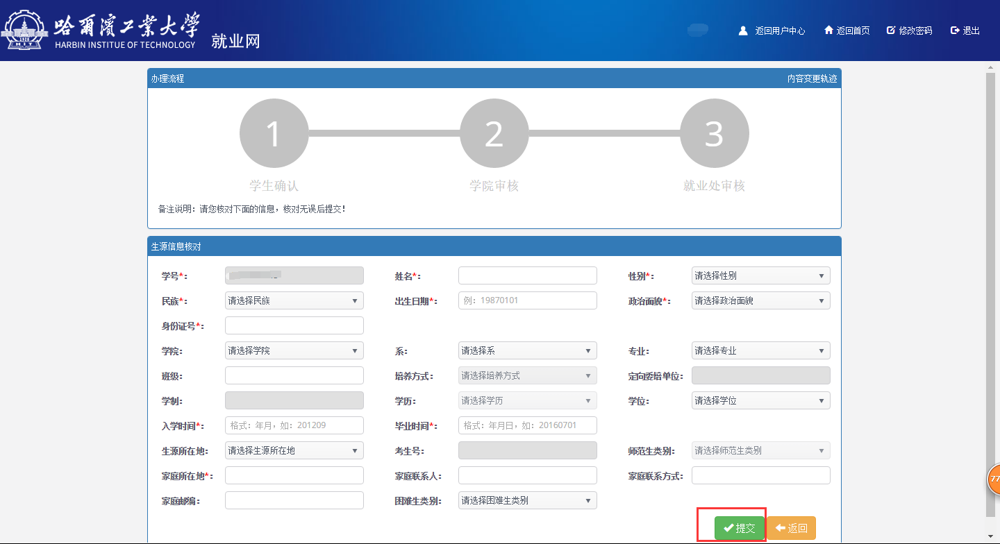 哈爾濱工業大學
HARBIN INSTITUE OF TECHNOLOGY
就业网
返回用户中心 返回首页 修改密码 退出
办理流程 内容变更轨迹
1 2 3
学生确认 学院审核 就业处审核
备注说明：请您核对下面的信息，核对无误后提交！
生源信息核对
学号*： 姓名*： 性别*： 请选择性别
民族*： 请选择民族 出生日期*： 例：19870101 政治面貌*： 请选择政治面貌
身份证号*：
学院： 请选择学院 系： 请选择系 专业： 请选择专业
班级： 培养方式： 请选择培养方式 定向委培单位：
学制： 学历： 请选择学历 学位： 请选择学位
入学时间*： 格式：年月，如：201209 毕业时间*： 格式：年月日，如：20160701
生源所在地： 请选择生源所在地 考生号： 师范生类别： 请选择师范生类别
家庭所在地*： 家庭联系人： 家庭联系方式：
家庭邮编： 困难生类别： 请选择困难生类别
提交 返回
77